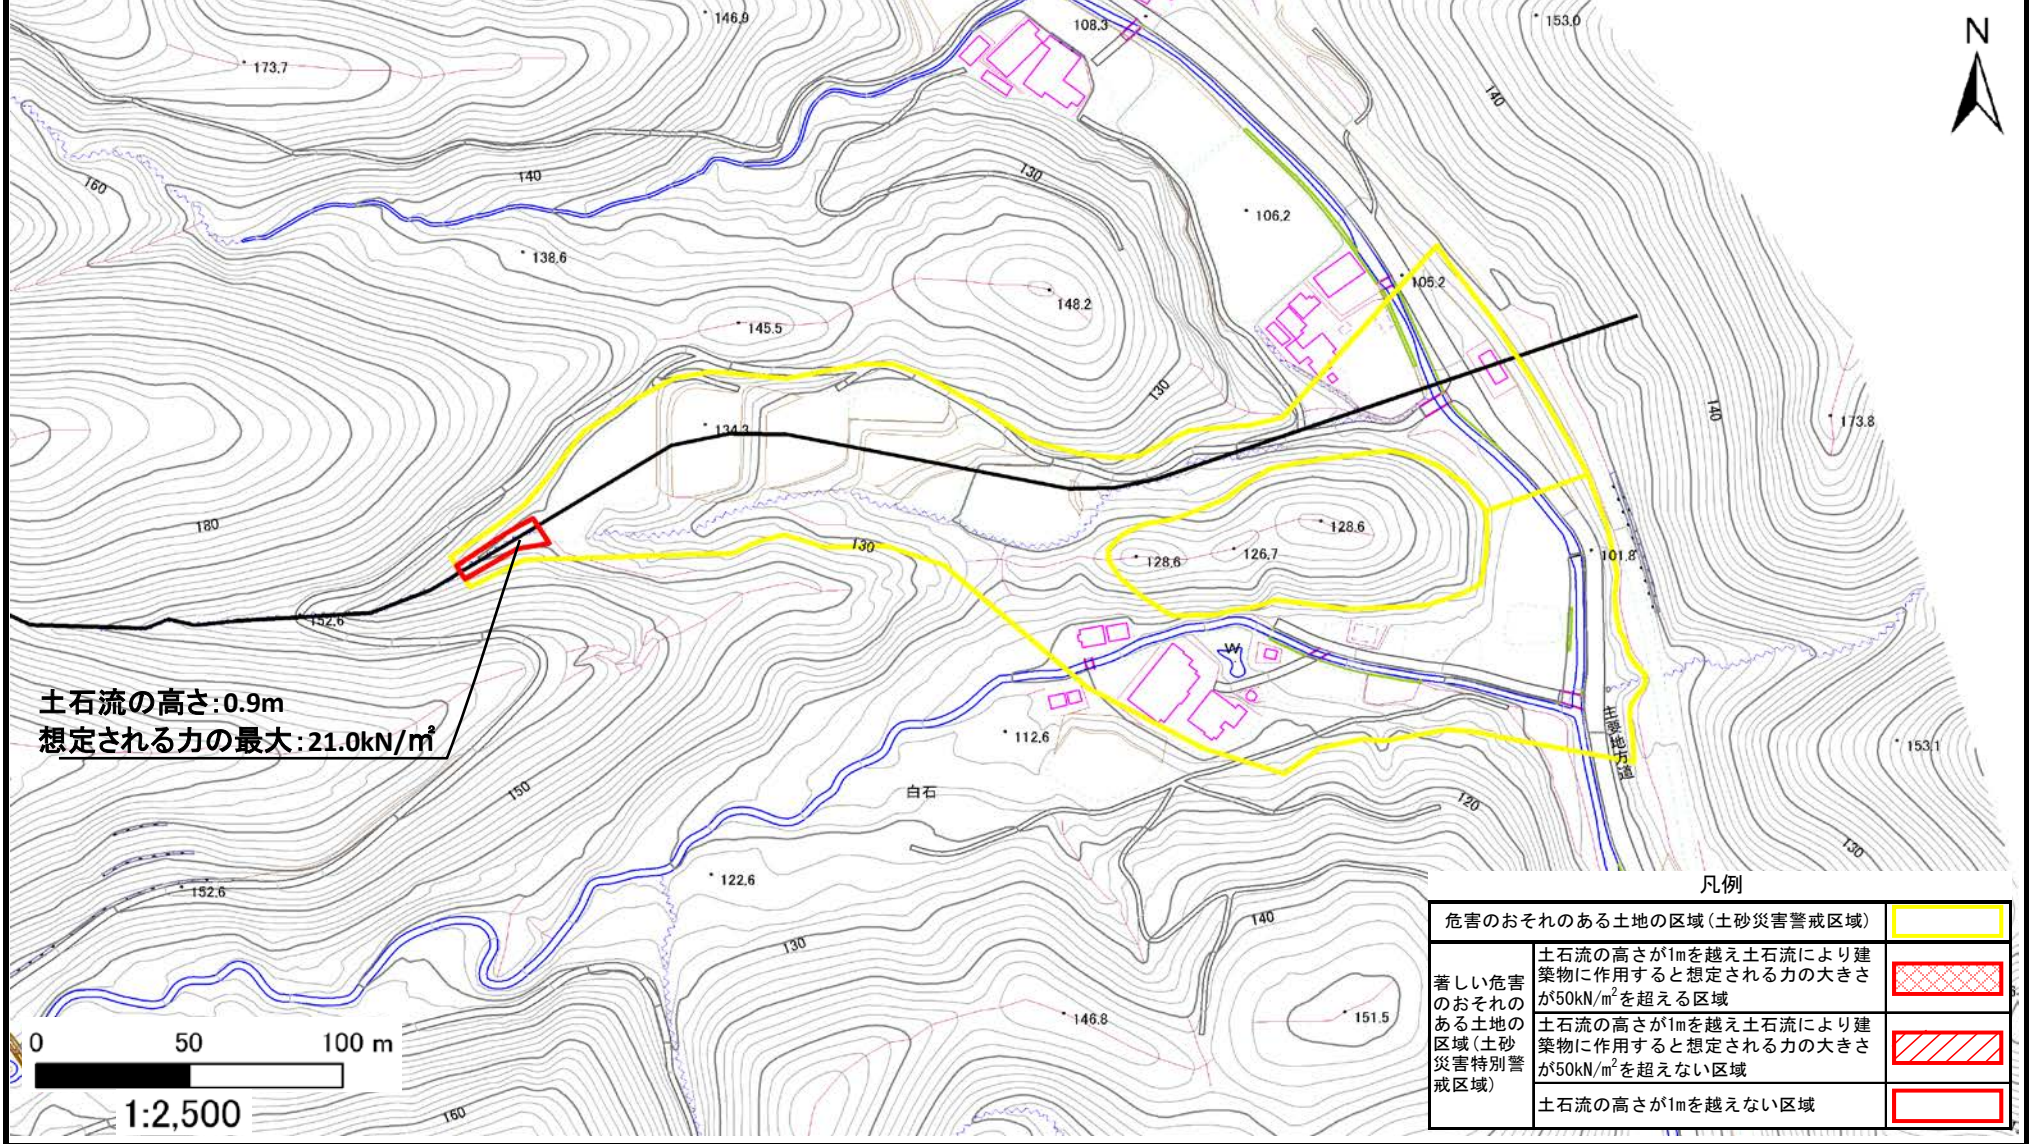 146.9
108.3
153.0
N
173.7
140
160
140
130
106.2
138.6
148.2
105.2
145.5
130
140
134.3
173.8
180
128.6
130
128.6
126.7
101.8
152.6
W
土石流の高さ:0.9m
想定される力の最大:21.0kN/㎡
主要地方道
112.6
153.1
150
白石
120
130
122.6
152.6
140
130
146.8
151.5
160
0 50 100 m
1:2,500
凡例
危害のおそれのある土地の区域(土砂災害警戒区域)
著しい危害
のおそれの
ある土地の
区域(土砂
災害特別警
戒区域)
土石流の高さが1mを越え土石流により建
築物に作用すると想定される力の大きさ
が50kN/m²を超える区域
土石流の高さが1mを越え土石流により建
築物に作用すると想定される力の大きさ
が50kN/m²を超えない区域
土石流の高さが1mを越えない区域